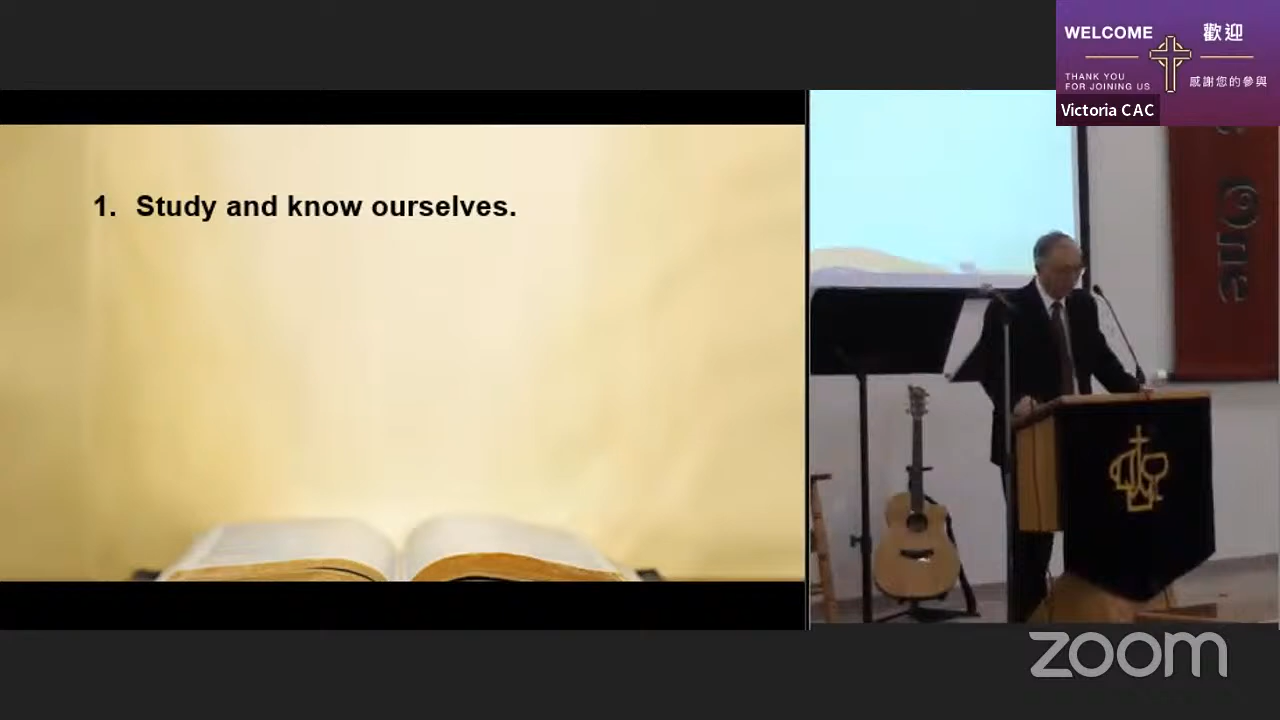 WELCOME 歡迎
THANK YOU
FOR JOINING US 感謝您的參與
Victoria CAC
1. Study and know ourselves.
One
zoom